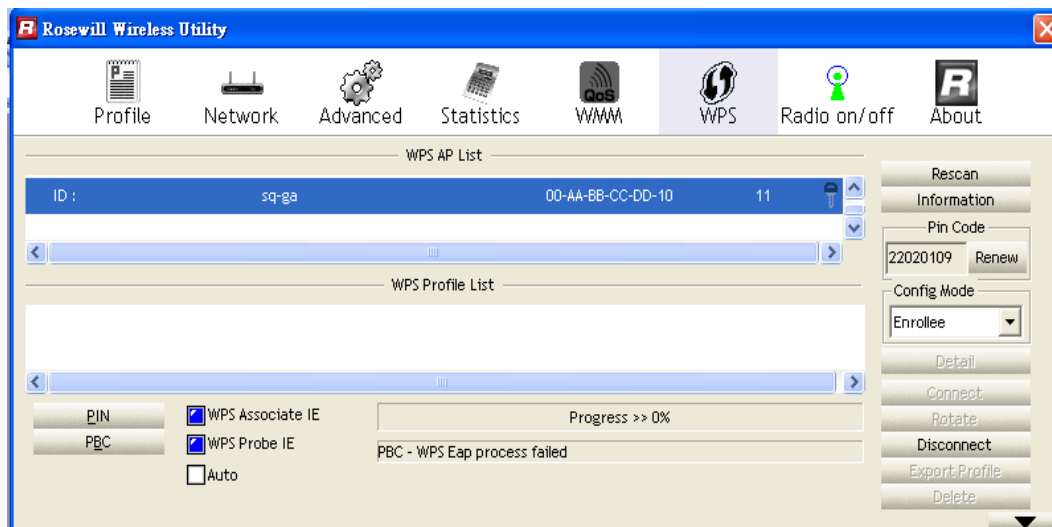 R Rosewill Wireless Utility
Profile Network Advanced Statistics WMM WPS Radio on/off About
P
QoS
R
WPS AP List
ID : sq-ga 00-AA-BB-CC-DD-10 11
WPS Profile List
Rescan
Information
Pin Code
22020109 Renew
Config Mode
Enrollee
Detail
Connect
Rotate
Disconnect
Export Profile
Delete
PIN
PBC
WPS Associate IE
WPS Probe IE
Auto
Progress >> 0%
PBC - WPS Eap process failed